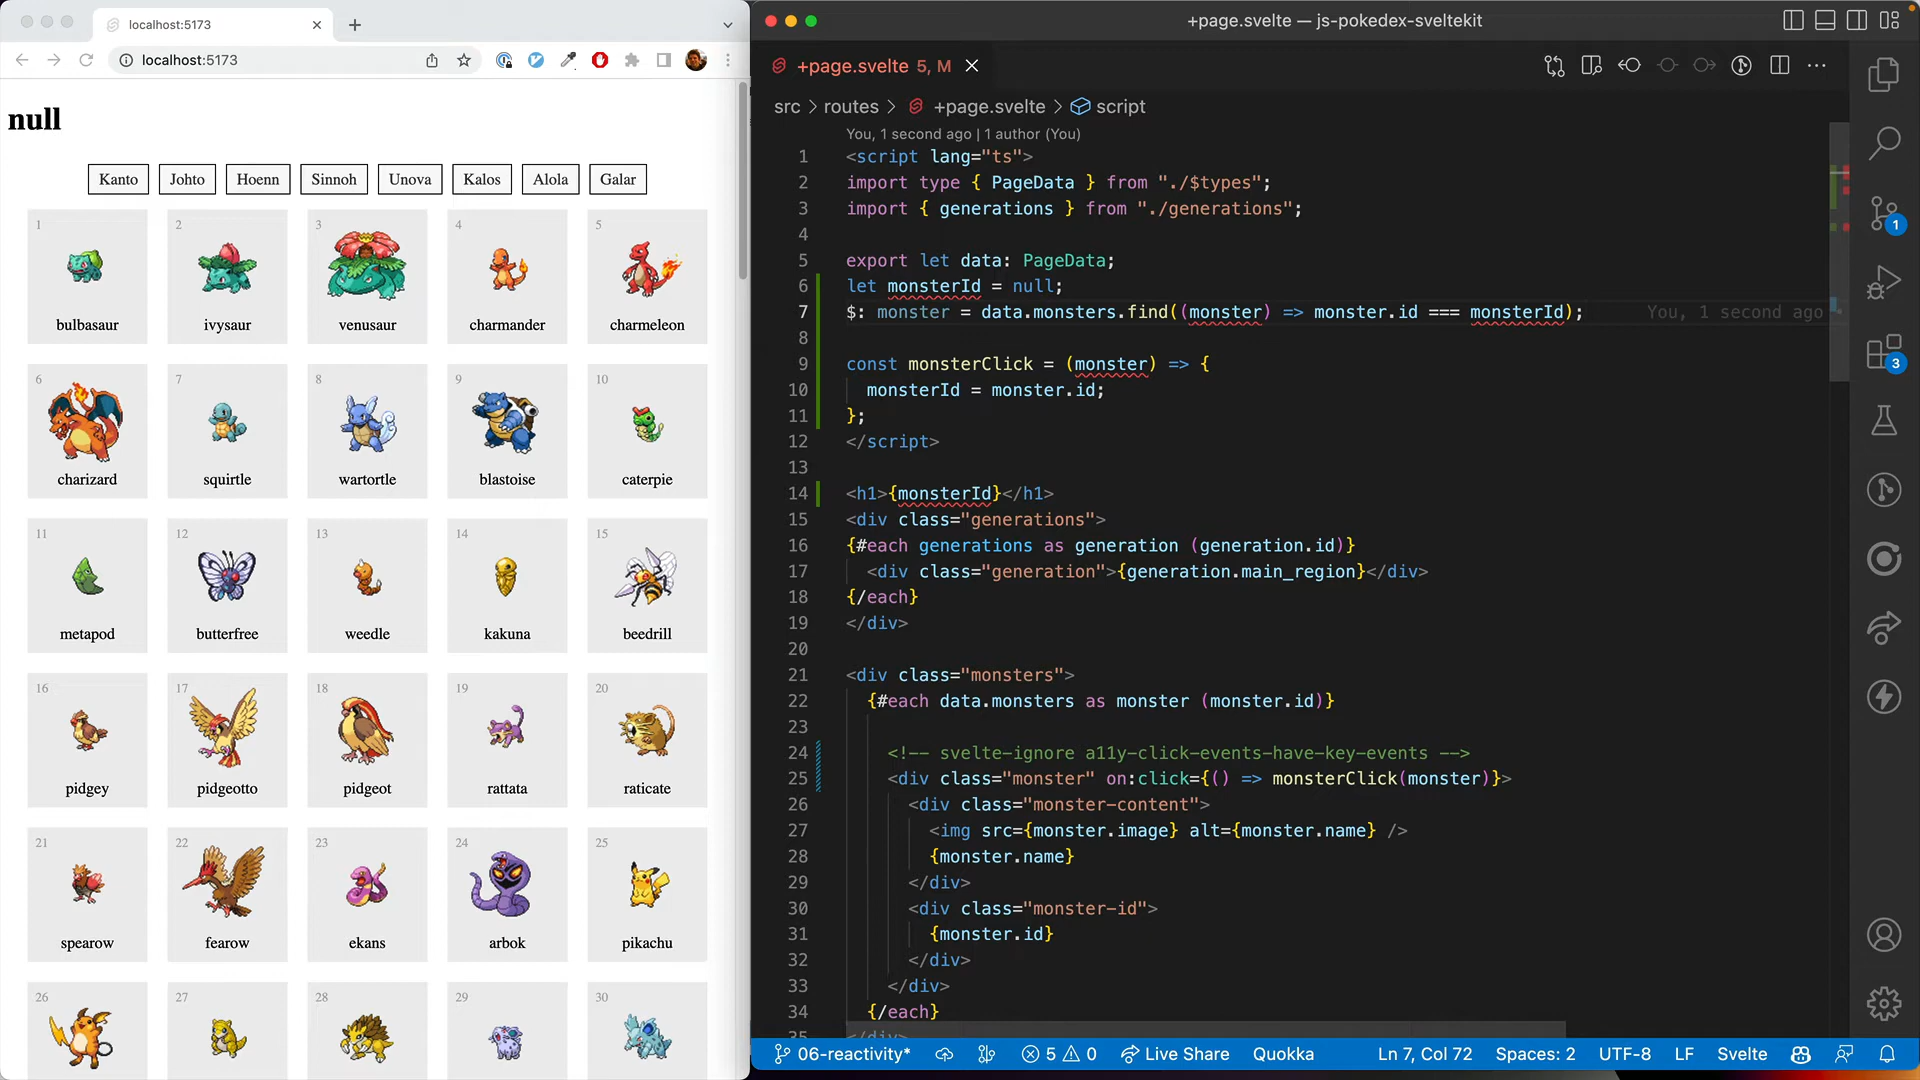 localhost:5173
localhost:5173
null
Kanto Johto Hoenn Sinnoh Unova Kalos Alola Galar
1 2 3 4 5
bulbasaur ivysaur venusaur charmander charmeleon
6 7 8 9 10
charizard squirtle wartortle blastoise caterpie
11 12 13 14 15
metapod butterfree weedle kakuna beedrill
16 17 18 19 20
pidgey pidgeotto pidgeot rattata raticate
21 22 23 24 25
spearow fearow ekans arbok pikachu
26 27 28 29 30
+page.svelte — js-pokedex-sveltekit
+page.svelte 5, M
src > routes > +page.svelte > script
You, 1 second ago | 1 author (You)
1 <script lang="ts">
2 import type { PageData } from "./$types";
3 import { generations } from "./generations";
4
5 export let data: PageData;
6 let monsterId = null;
7 $: monster = data.monsters.find((monster) => monster.id === monsterId); You, 1 second ago
8
9 const monsterClick = (monster) => {
10 monsterId = monster.id;
11 };
12 </script>
13
14 <h1>{monsterId}</h1>
15 <div class="generations">
16 {#each generations as generation (generation.id)}
17 <div class="generation">{generation.main_region}</div>
18 {/each}
19 </div>
20
21 <div class="monsters">
22 {#each data.monsters as monster (monster.id)}
23
24 <!-- svelte-ignore a11y-click-events-have-key-events -->
25 <div class="monster" on:click={() => monsterClick(monster)}>
26 <div class="monster-content">
27 <img src={monster.image} alt={monster.name} />
28 {monster.name}
29 </div>
30 <div class="monster-id">
31 {monster.id}
32 </div>
33 </div>
34 {/each}
35 </div>
1
3
06-reactivity* 5 0 Live Share Quokka Ln 7, Col 72 Spaces: 2 UTF-8 LF Svelte